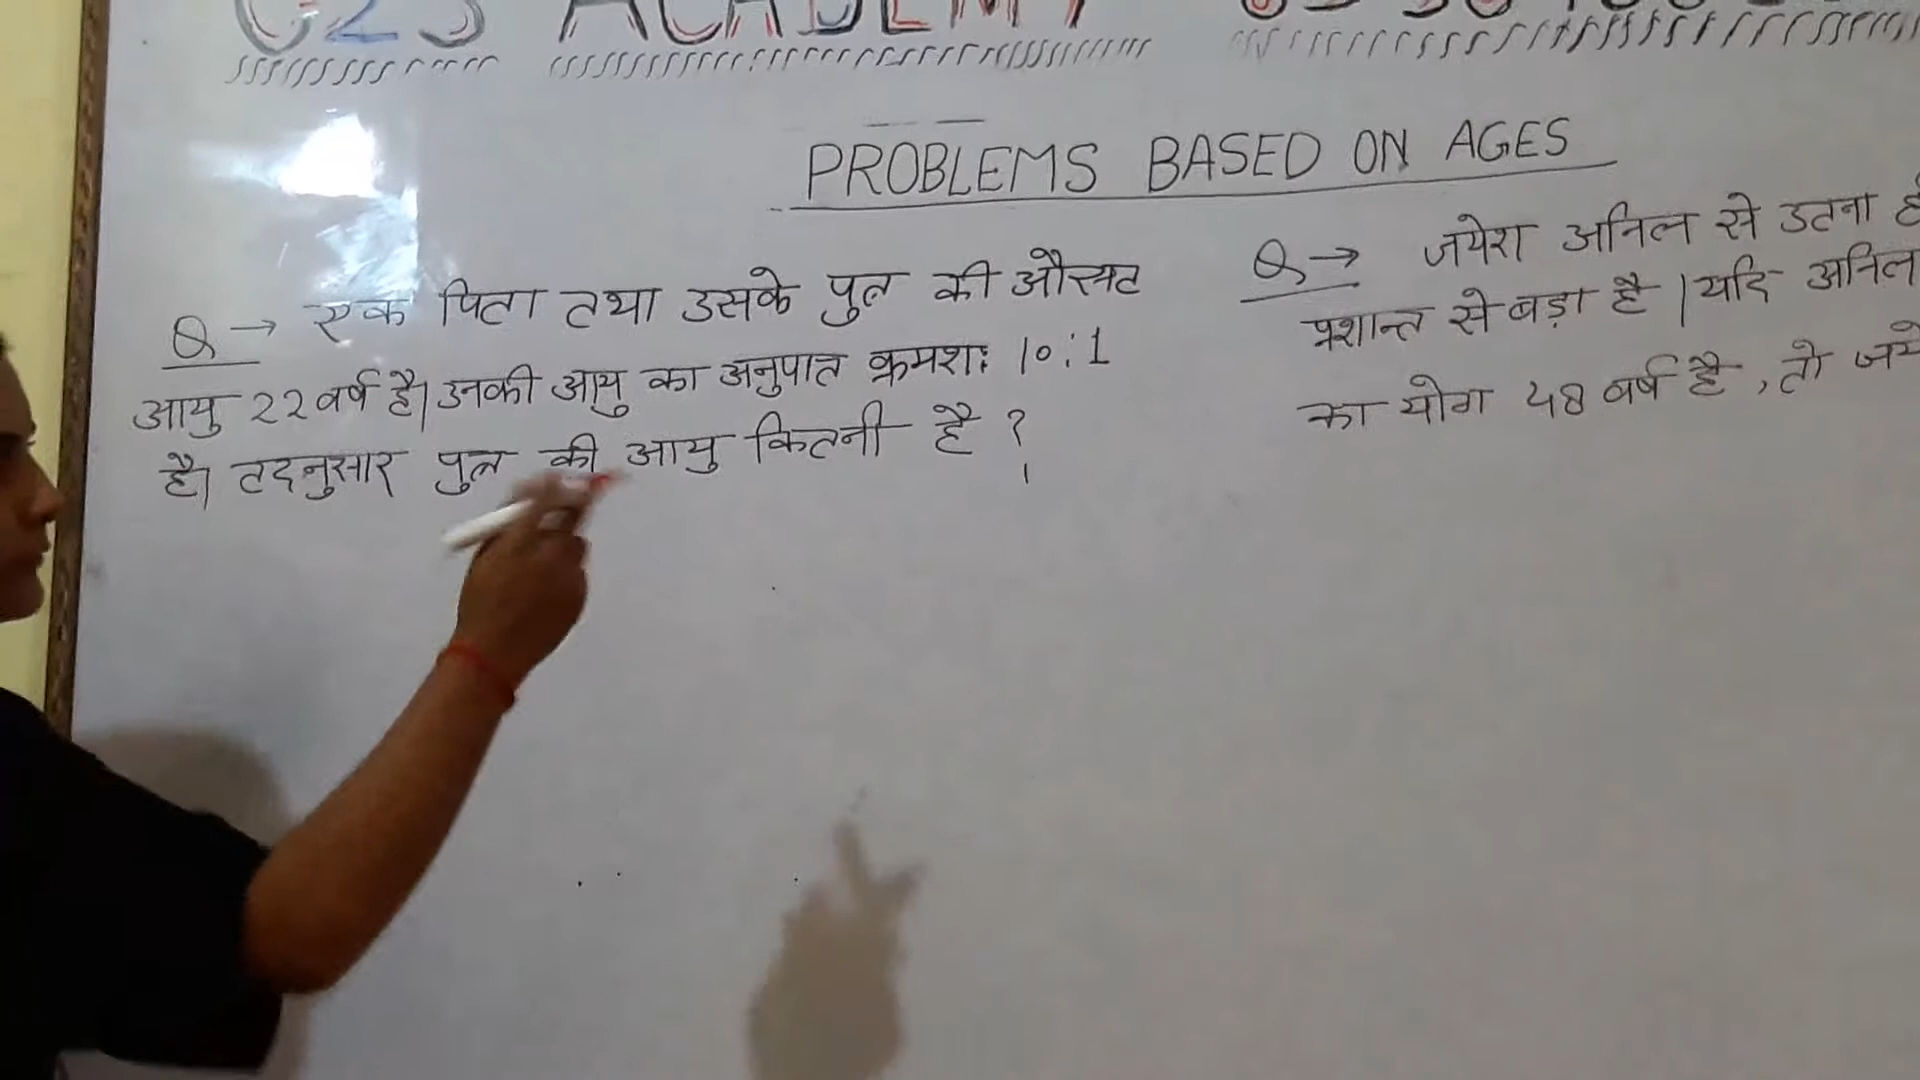 ACADEMY
PROBLEMS BASED ON AGES
Q → एक पिता तथा उसके पुत्र की औसत
आयु 22 वर्ष है। उनकी आयु का अनुपात क्रमशः 10:1
है। तदनुसार पुत्र की आयु कितनी है ?
Q → जयेश अनिल से उतना
प्रशान्त से बड़ा है। यदि अनिल
का योग 48 वर्ष है, तो